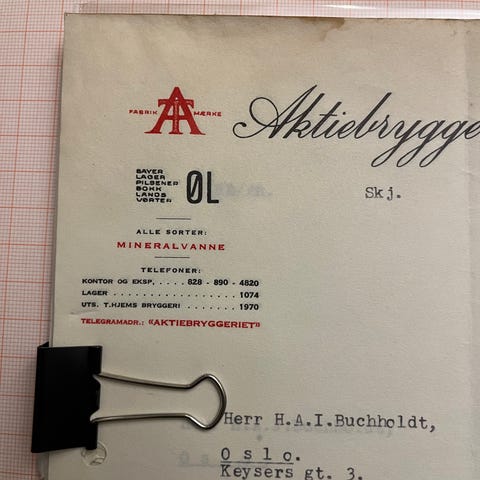 FABRIK AT MÆRKE
Aktiebrygge
BAYER
LAGER
PILSENER
BOKK
LANDS
VØRTER
ØL
Skj.
ALLE SORTER:
MINERALVANNE
TELEFONER:
KONTOR OG EKSP, . . . . . 828 - 890 - 4820
LAGER . . . . . . . . . . . . . . . . . . 1074
UTS. T.HJEMS BRYGGERI . . . . . . . 1970
TELEGRAMADR.: «AKTIEBRYGGERIET»
Herr H.A.I.Buchholdt,
Oslo.
Keysers gt. 3.